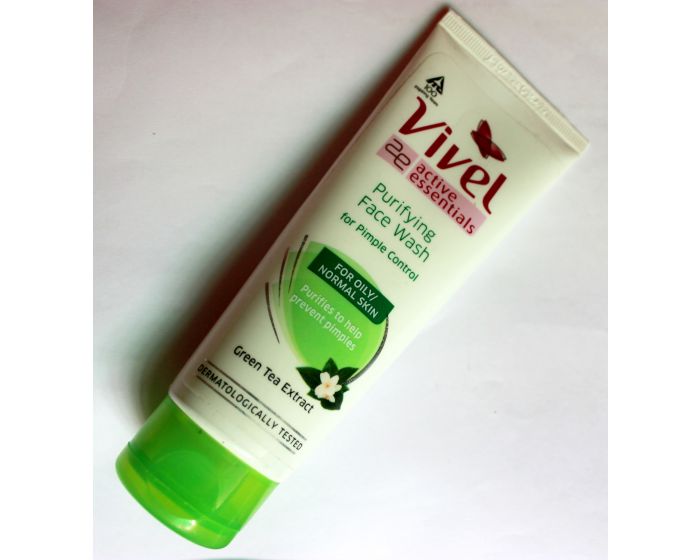 100
Vivel
active
essentials
Purifying
Face Wash
for Pimple Control
FOR OILY/
NORMAL SKIN
Purifies to help
prevent pimples
Green Tea Extract
DERMATOLOGICALLY TESTED